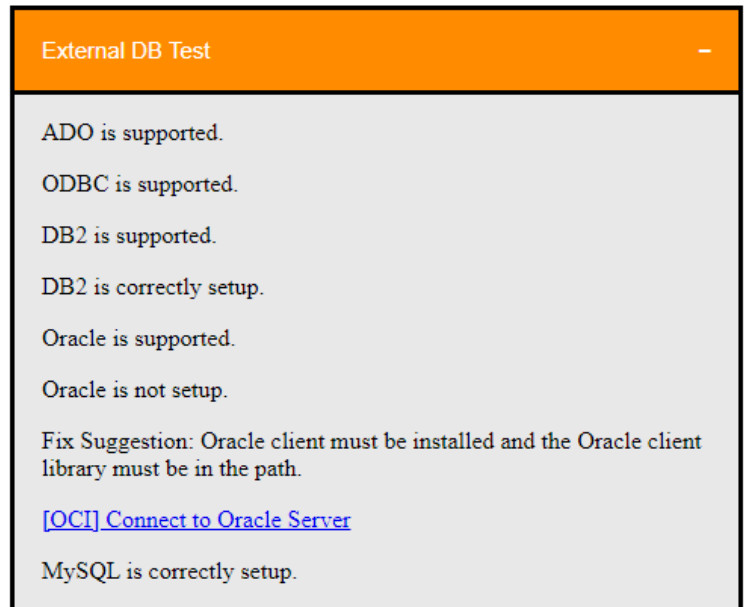 External DB Test –
ADO is supported.
ODBC is supported.
DB2 is supported.
DB2 is correctly setup.
Oracle is supported.
Oracle is not setup.
Fix Suggestion: Oracle client must be installed and the Oracle client
library must be in the path.
[OCI] Connect to Oracle Server
MySQL is correctly setup.